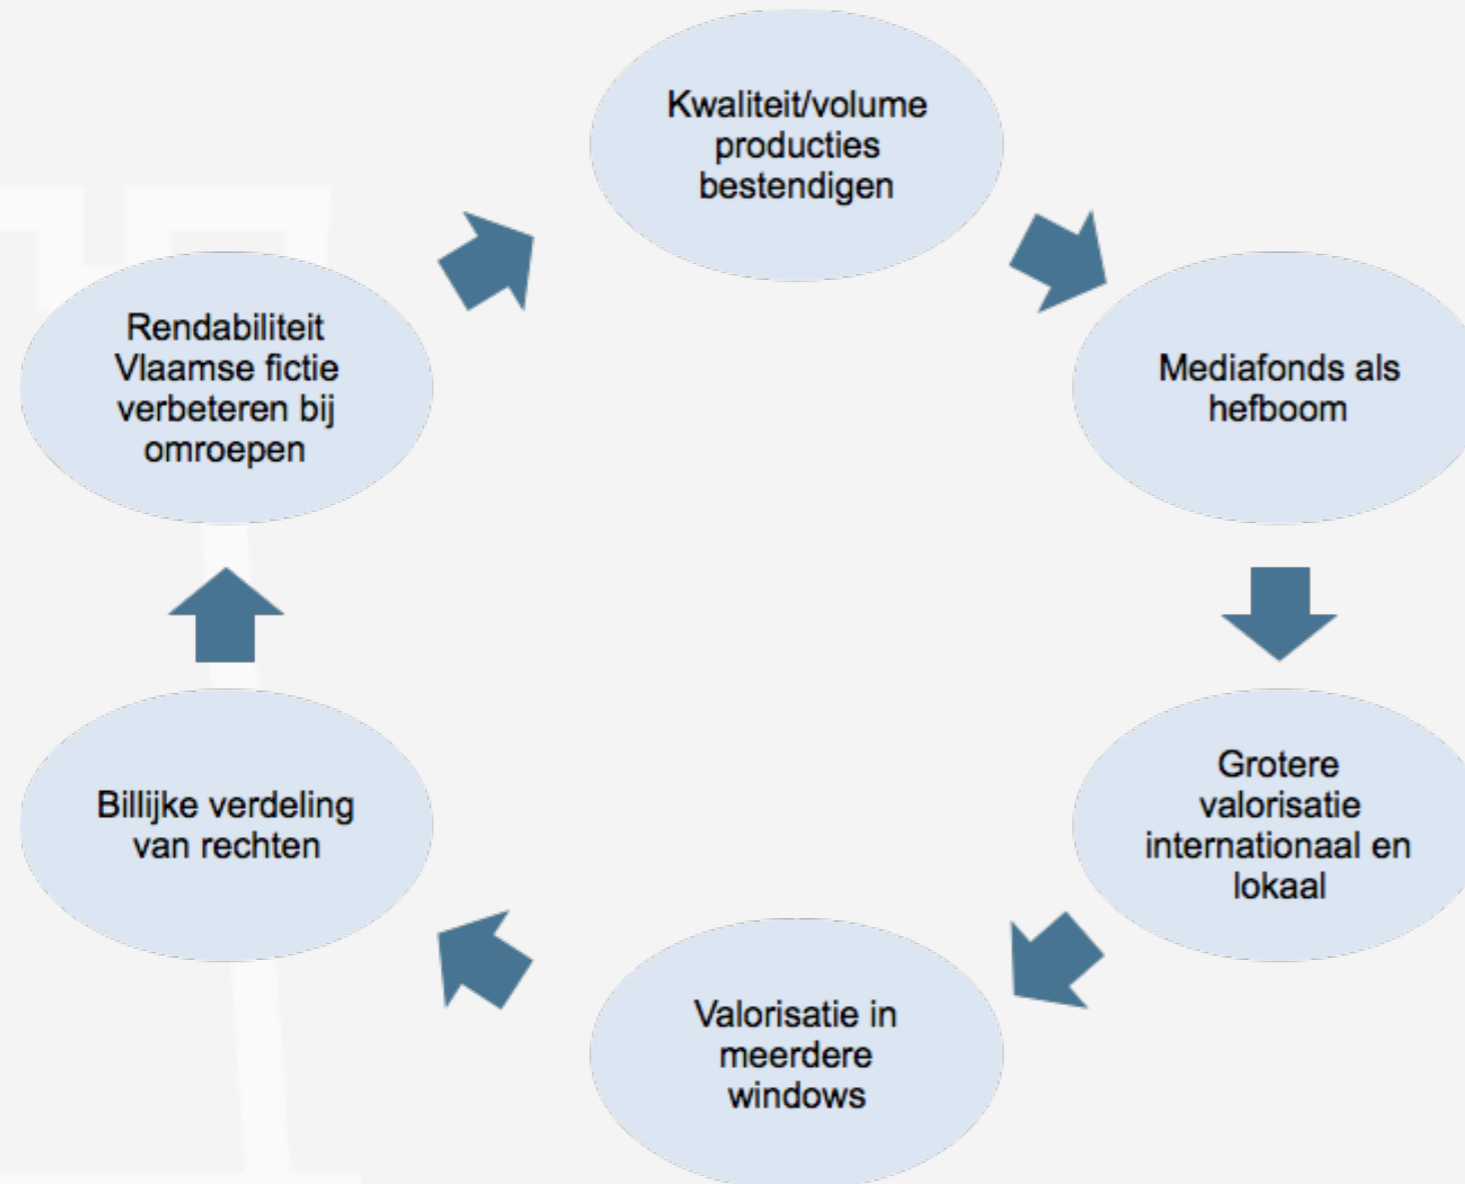 Kwaliteit/volume
producties
bestendigen
Mediafonds als
hefboom
Grotere
valorisatie
internationaal en
lokaal
Valorisatie in
meerdere
windows
Billijke verdeling
van rechten
Rendabiliteit
Vlaamse fictie
verbeteren bij
omroepen